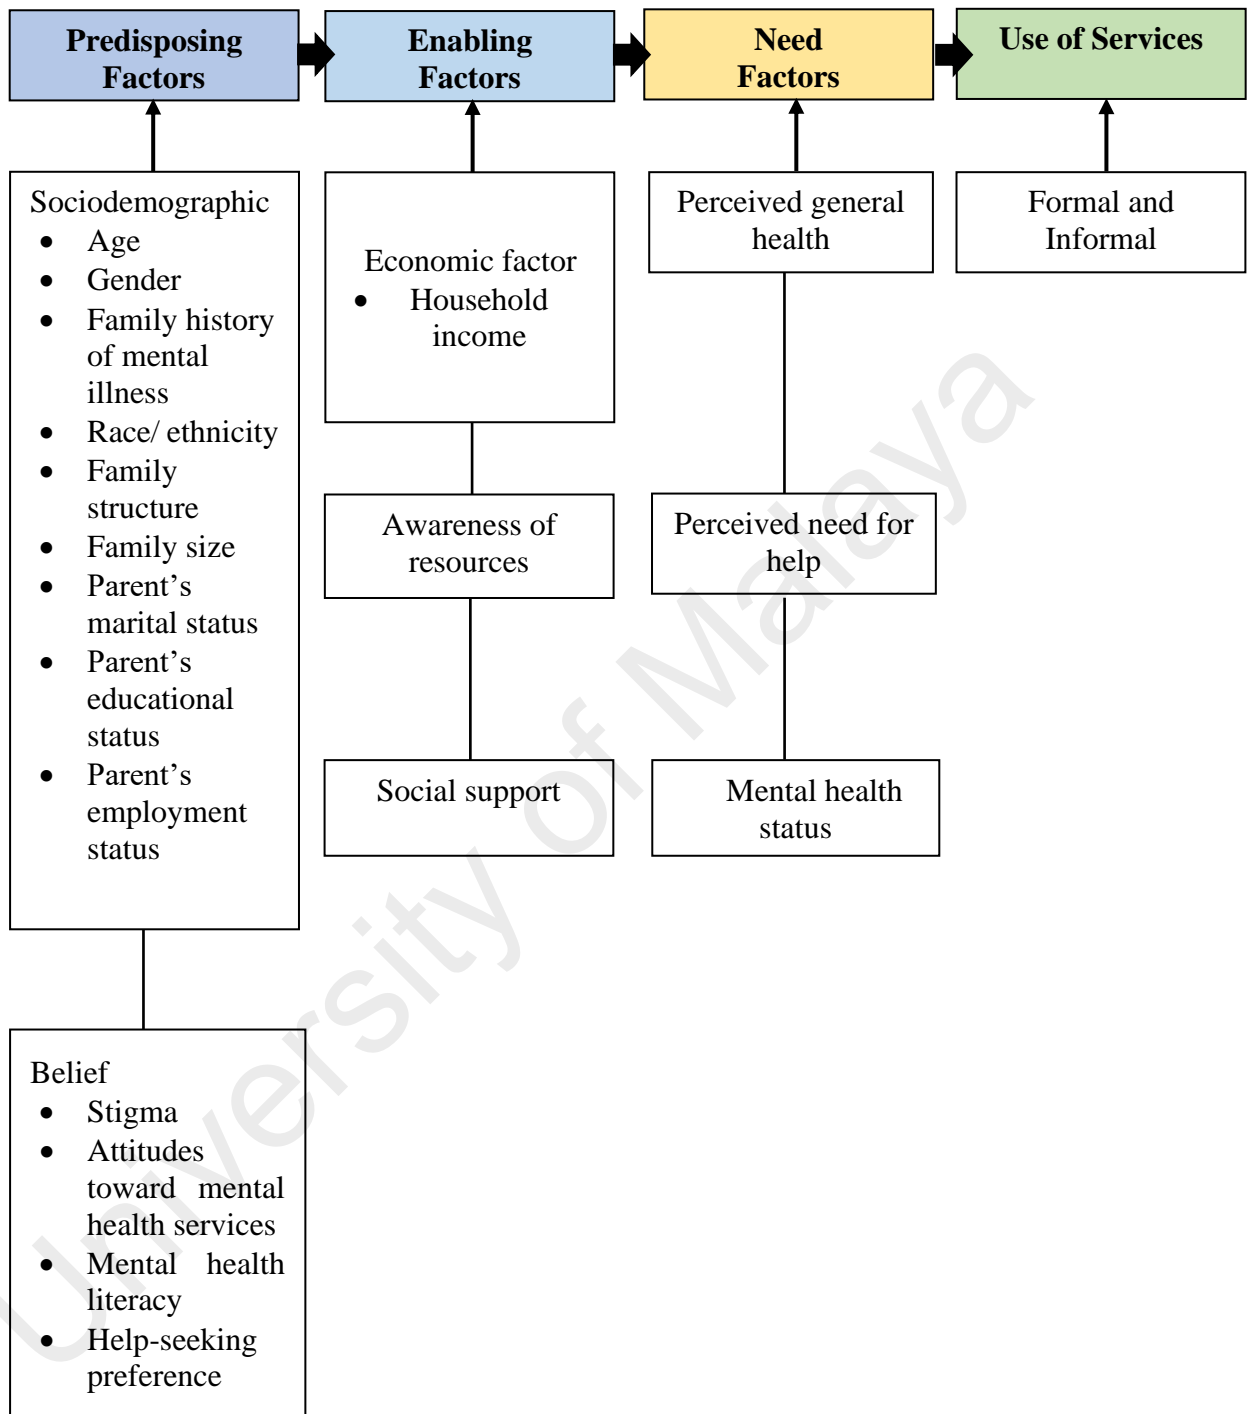 Predisposing
Factors
Enabling
Factors
Need
Factors
Use of Services
Sociodemographic
• Age
• Gender
• Family history
of mental
illness
• Race/ ethnicity
• Family
structure
• Family size
• Parent’s
marital status
• Parent’s
educational
status
• Parent’s
employment
status
Belief
• Stigma
• Attitudes
toward mental
health services
• Mental health
literacy
• Help-seeking
preference
Economic factor
• Household
income
Awareness of
resources
Social support
Perceived general
health
Perceived need for
help
Mental health
status
Formal and
Informal
University of Malaya